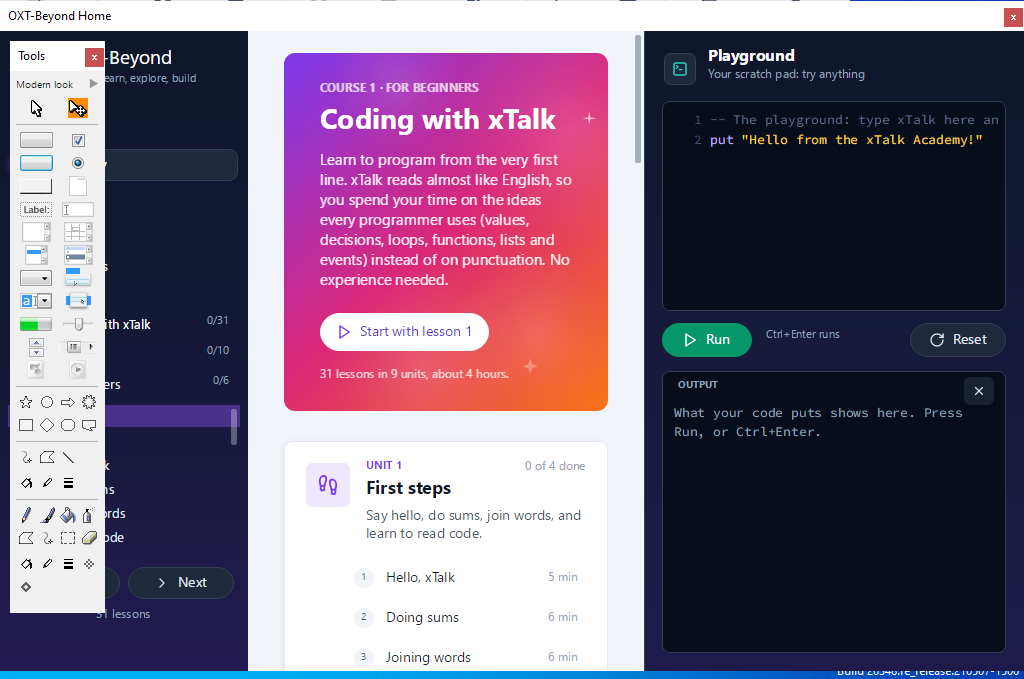 OXT-Beyond Home
Tools
Modern look
Label:
-Beyond
earn, explore, build
0/31
0/10
0/6
Next
lessons
COURSE 1 · FOR BEGINNERS
Coding with xTalk
Learn to program from the very first
line. xTalk reads almost like English, so
you spend your time on the ideas
every programmer uses (values,
decisions, loops, functions, lists and
events) instead of on punctuation. No
experience needed.
Start with lesson 1
31 lessons in 9 units, about 4 hours.
UNIT 1
0 of 4 done
First steps
Say hello, do sums, join words, and
learn to read code.
1 Hello, xTalk 5 min
2 Doing sums 6 min
3 Joining words 6 min
Playground
Your scratch pad: try anything
1 -- The playground: type xTalk here an
2 put "Hello from the xTalk Academy!"
Run
Ctrl+Enter runs
Reset
OUTPUT
What your code puts shows here. Press
Run, or Ctrl+Enter.